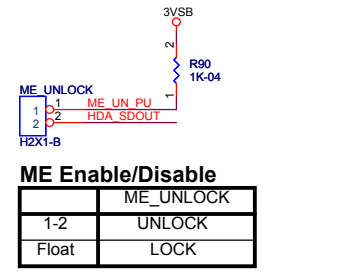 3VSB
2
R90
1K-04
1
ME_UNLOCK
1 1 ME_UN_PU
2 2 HDA_SDOUT
H2X1-B
ME Enable/Disable
ME_UNLOCK
1-2 UNLOCK
Float LOCK